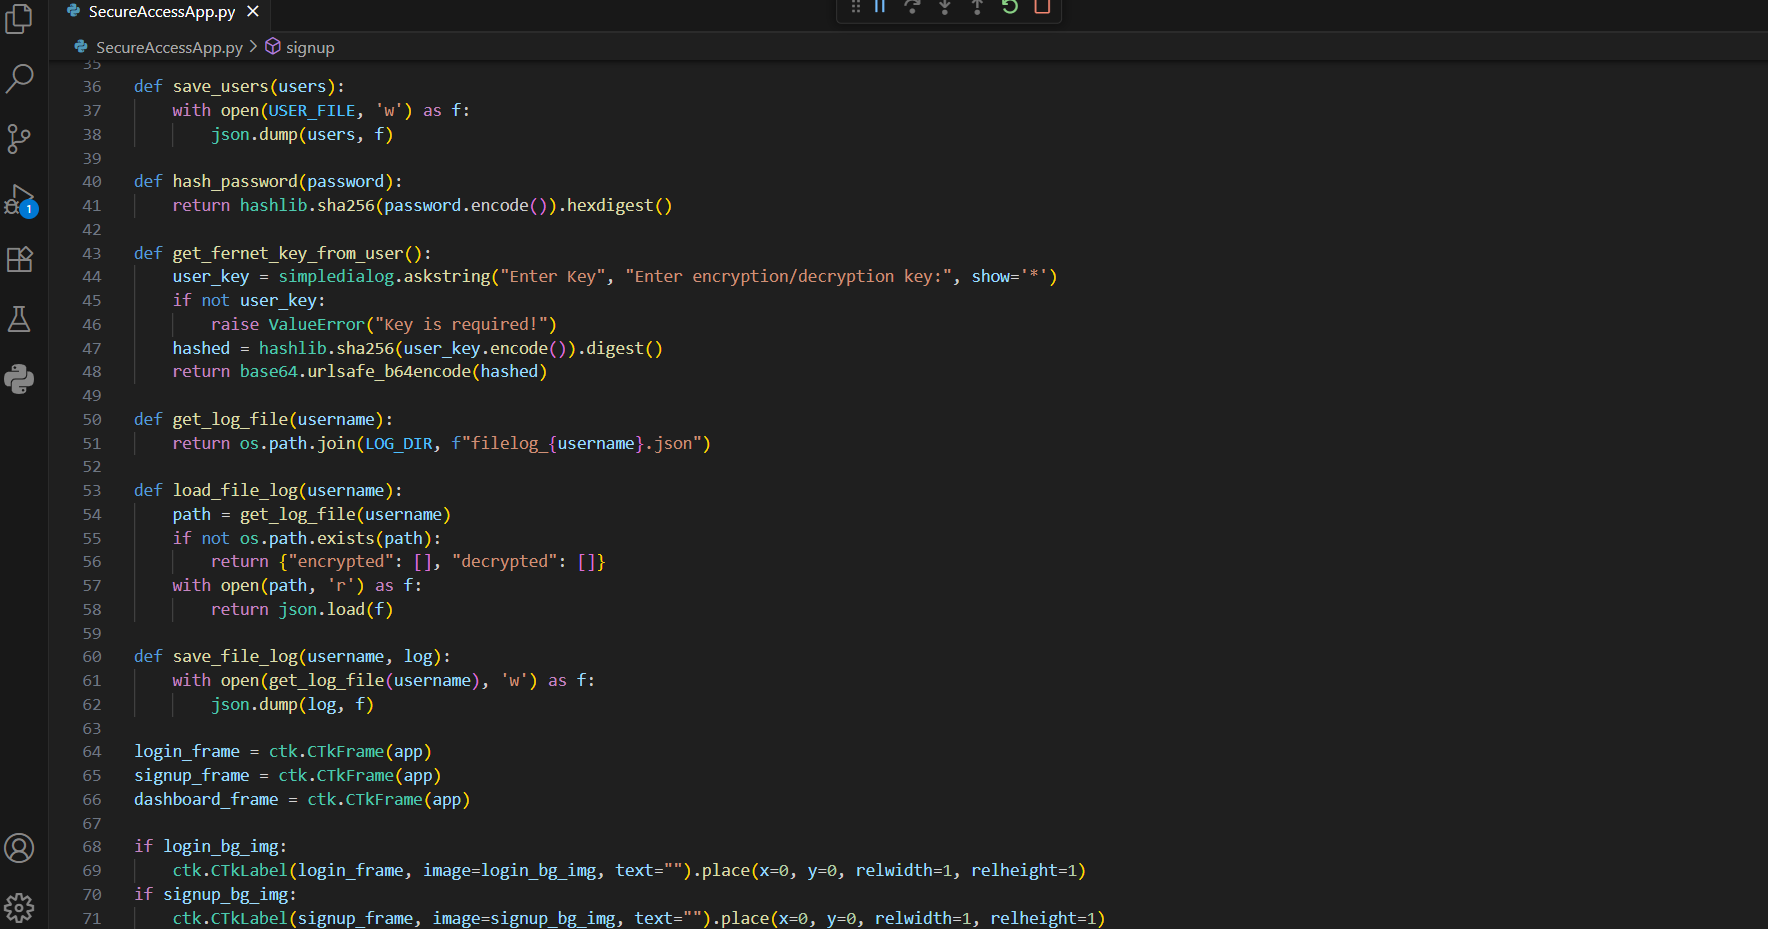 SecureAccessApp.py
SecureAccessApp.py > signup
35
36 def save_users(users):
37 with open(USER_FILE, 'w') as f:
38 json.dump(users, f)
39
40 def hash_password(password):
41 return hashlib.sha256(password.encode()).hexdigest()
42
43 def get_fernet_key_from_user():
44 user_key = simpledialog.askstring("Enter Key", "Enter encryption/decryption key:", show='*')
45 if not user_key:
46 raise ValueError("Key is required!")
47 hashed = hashlib.sha256(user_key.encode()).digest()
48 return base64.urlsafe_b64encode(hashed)
49
50 def get_log_file(username):
51 return os.path.join(LOG_DIR, f"filelog_{username}.json")
52
53 def load_file_log(username):
54 path = get_log_file(username)
55 if not os.path.exists(path):
56 return {"encrypted": [], "decrypted": []}
57 with open(path, 'r') as f:
58 return json.load(f)
59
60 def save_file_log(username, log):
61 with open(get_log_file(username), 'w') as f:
62 json.dump(log, f)
63
64 login_frame = ctk.CTkFrame(app)
65 signup_frame = ctk.CTkFrame(app)
66 dashboard_frame = ctk.CTkFrame(app)
67
68 if login_bg_img:
69 ctk.CTkLabel(login_frame, image=login_bg_img, text="").place(x=0, y=0, relwidth=1, relheight=1)
70 if signup_bg_img:
71 ctk.CTkLabel(signup_frame, image=signup_bg_img, text="").place(x=0, y=0, relwidth=1, relheight=1)
1